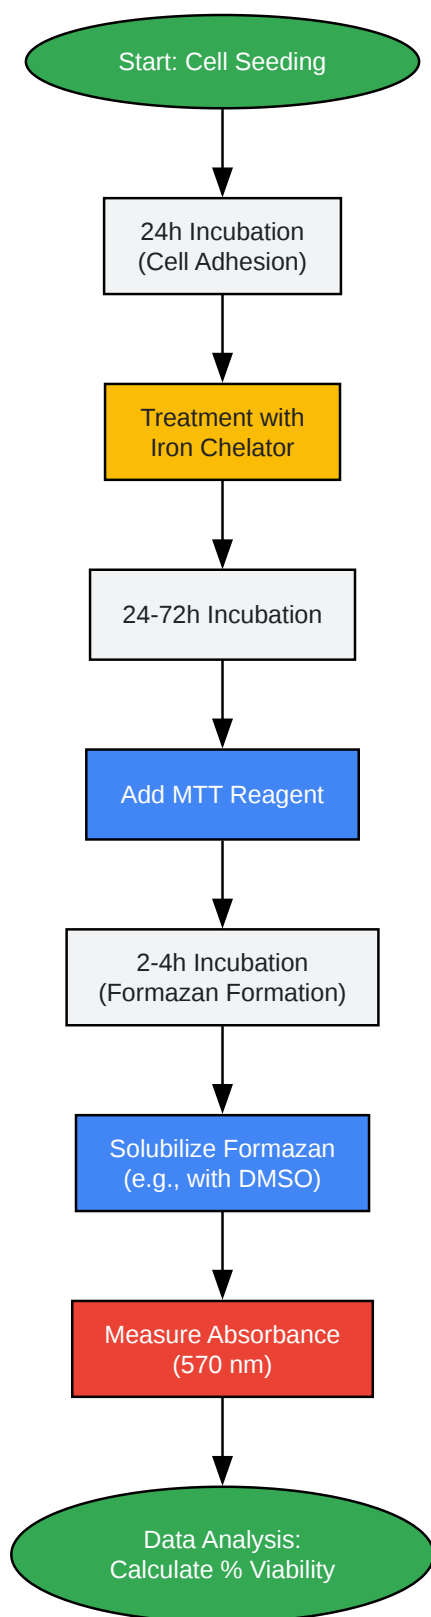 Start: Cell Seeding
24h Incubation
(Cell Adhesion)
Treatment with
Iron Chelator
24-72h Incubation
Add MTT Reagent
2-4h Incubation
(Formazan Formation)
Solubilize Formazan
(e.g., with DMSO)
Measure Absorbance
(570 nm)
Data Analysis:
Calculate % Viability